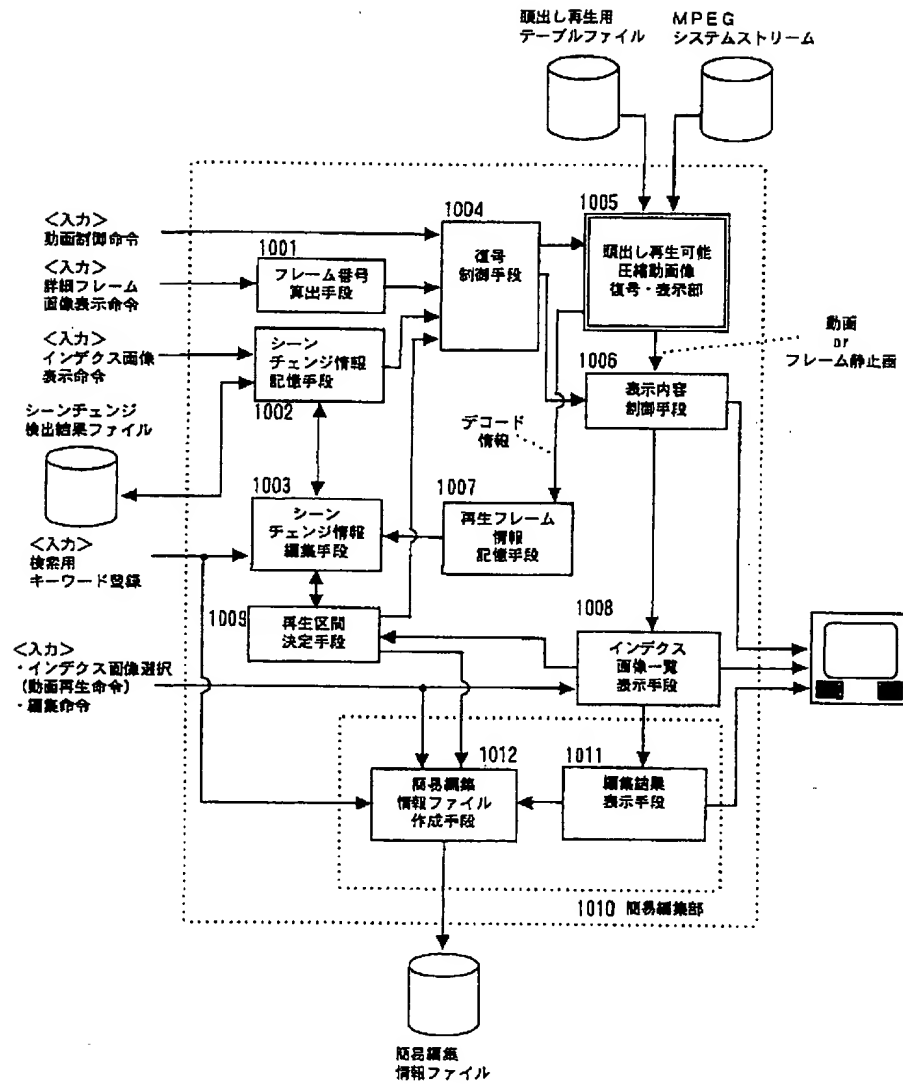 頭出し再生用
テーブルファイル
MPEG
システムストリーム
<入力>
動画制御命令
<入力>
詳細フレーム
画像表示命令
<入力>
インデクス画像
表示命令
シーンチェンジ
検出結果ファイル
<入力>
検索用
キーワード登録
<入力>
・インデクス画像選択
(動画再生命令)
・編集命令
1001
フレーム番号
算出手段
シーン
チェンジ情報
記憶手段
1002
1003
シーン
チェンジ情報
編集手段
1004
復号
制御手段
1005
頭出し再生可能
圧縮動画像
復号・表示部
動画
or
フレーム静止画
1006
表示内容
制御手段
デコード
情報
1007
再生フレーム
情報
記憶手段
1008
インデクス
画像一覧
表示手段
1009
再生区間
決定手段
1012
簡易編集
情報ファイル
作成手段
1011
編集結果
表示手段
1010 簡易編集部
簡易編集
情報ファイル